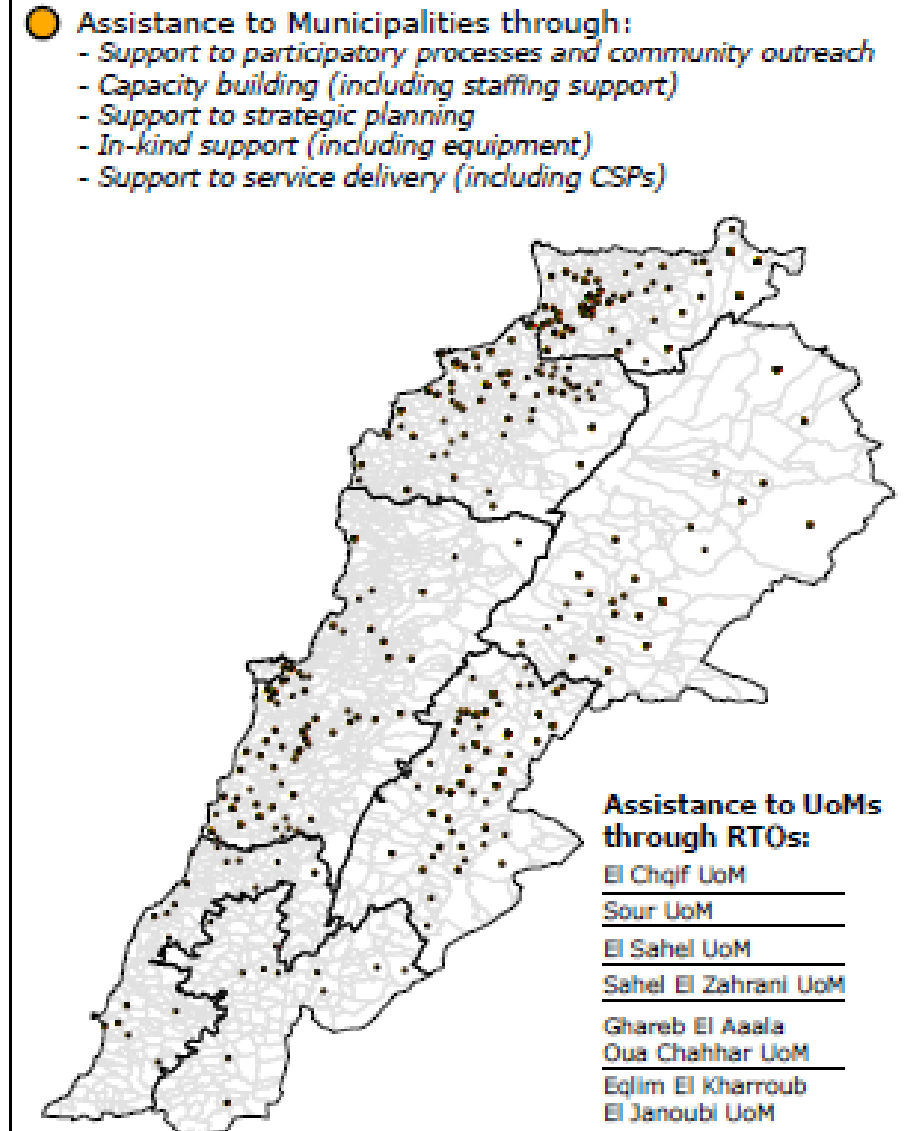 Assistance to Municipalities through:
- Support to participatory processes and community outreach
- Capacity building (including staffing support)
- Support to strategic planning
- In-kind support (including equipment)
- Support to service delivery (including CSPs)
Assistance to UoMs
through RTOs:
El Chqif UoM
Sour UoM
El Sahel UoM
Sahel El Zahrani UoM
Ghareb El Aaala
Oua Chahhar UoM
Eqlim El Kharroub
El Janoubi UoM